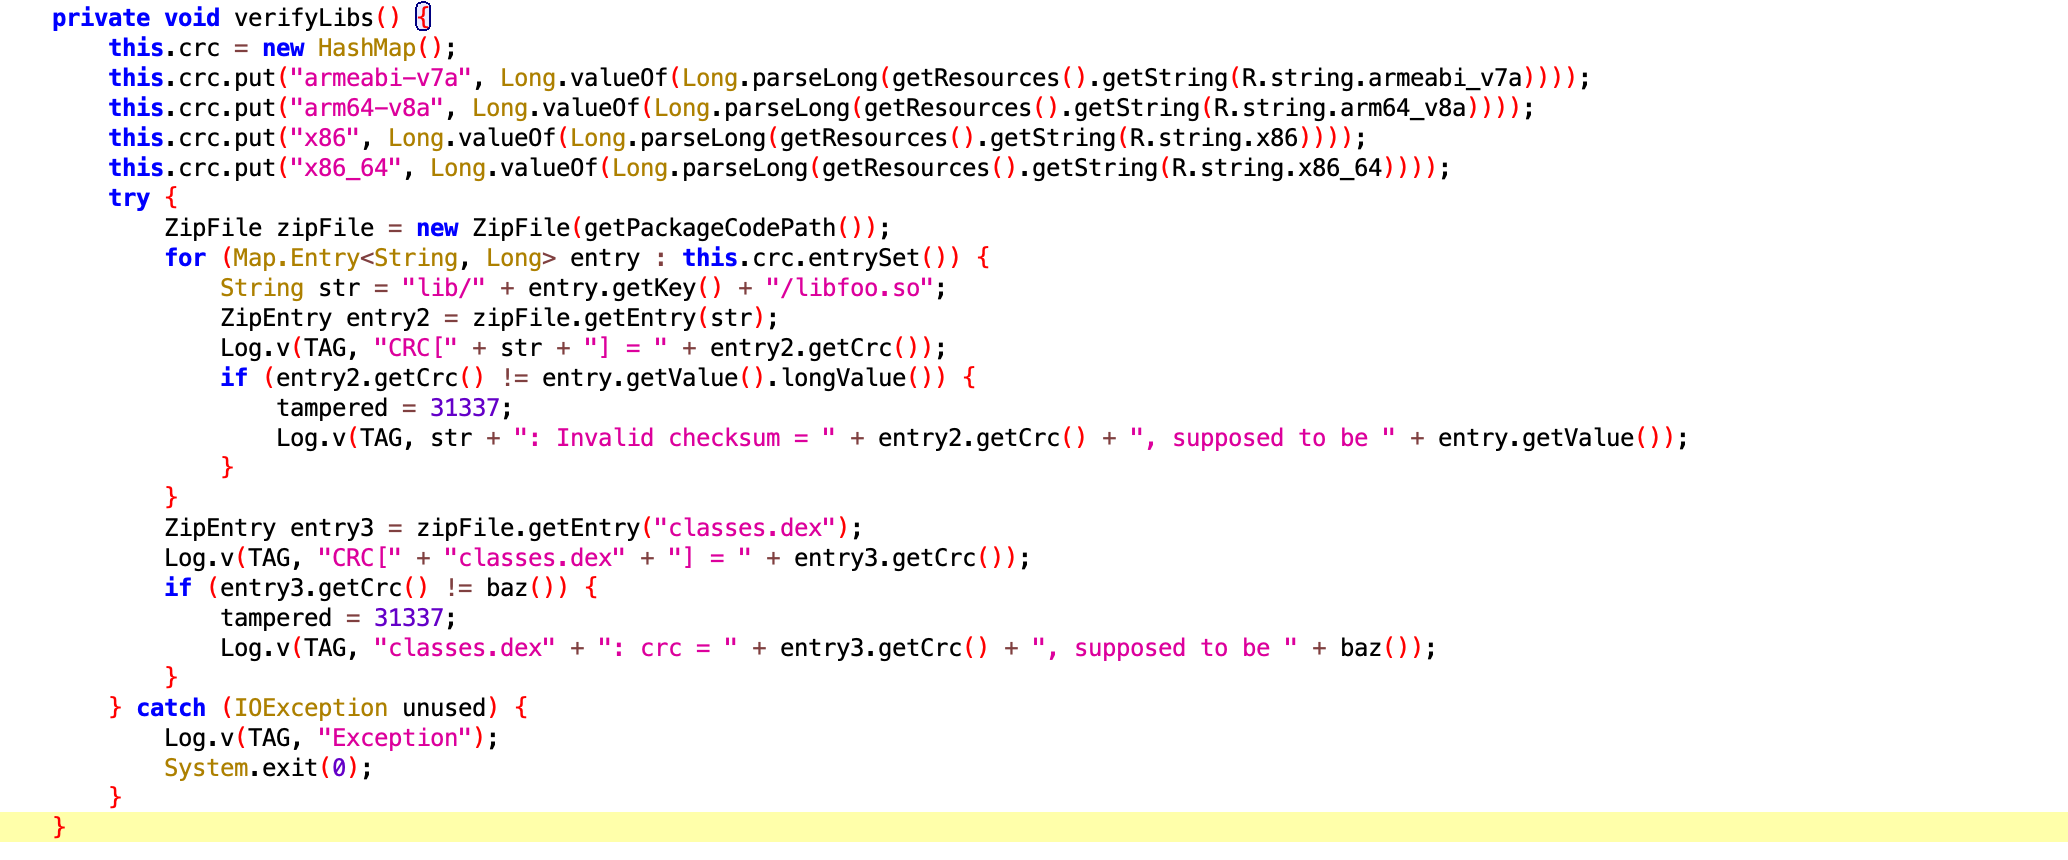 private void verifyLibs() {
    this.crc = new HashMap();
    this.crc.put("armeabi-v7a", Long.valueOf(Long.parseLong(getResources().getString(R.string.armeabi_v7a))));
    this.crc.put("arm64-v8a", Long.valueOf(Long.parseLong(getResources().getString(R.string.arm64_v8a))));
    this.crc.put("x86", Long.valueOf(Long.parseLong(getResources().getString(R.string.x86))));
    this.crc.put("x86_64", Long.valueOf(Long.parseLong(getResources().getString(R.string.x86_64))));
    try {
        ZipFile zipFile = new ZipFile(getPackageCodePath());
        for (Map.Entry<String, Long> entry : this.crc.entrySet()) {
            String str = "lib/" + entry.getKey() + "/libfoo.so";
            ZipEntry entry2 = zipFile.getEntry(str);
            Log.v(TAG, "CRC[" + str + "] = " + entry2.getCrc());
            if (entry2.getCrc() != entry.getValue().longValue()) {
                tampered = 31337;
                Log.v(TAG, str + ": Invalid checksum = " + entry2.getCrc() + ", supposed to be " + entry.getValue());
            }
        }
        ZipEntry entry3 = zipFile.getEntry("classes.dex");
        Log.v(TAG, "CRC[" + "classes.dex" + "] = " + entry3.getCrc());
        if (entry3.getCrc() != baz()) {
            tampered = 31337;
            Log.v(TAG, "classes.dex" + ": crc = " + entry3.getCrc() + ", supposed to be " + baz());
        }
    } catch (IOException unused) {
        Log.v(TAG, "Exception");
        System.exit(0);
    }
}